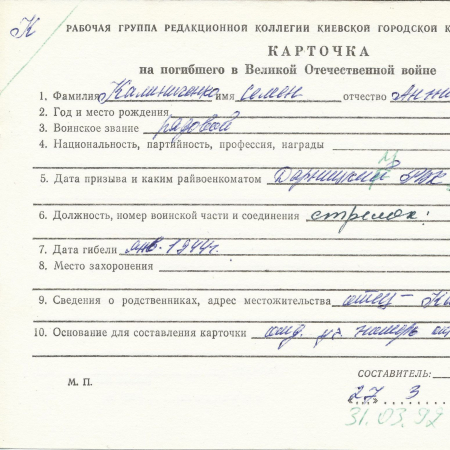 К РАБОЧАЯ ГРУППА РЕДАКЦИОННОЙ КОЛЛЕГИИ КИЕВСКОЙ ГОРОДСКОЙ К
КАРТОЧКА
на погибшего в Великой Отечественной войне
1. Фамилия Калиниченко имя Семен отчество
2. Год и место рождения
3. Воинское звание рядовой
4. Национальность, партийность, профессия, награды
5. Дата призыва и каким райвоенкоматом Дарницкий РВК
6. Должность, номер воинской части и соединения стрелок:
7. Дата гибели янв. 1944г.
8. Место захоронения
9. Сведения о родственниках, адрес местожительства отец —
10. Основание для составления карточки
М. П.
СОСТАВИТЕЛЬ:
27 3
31.03.92